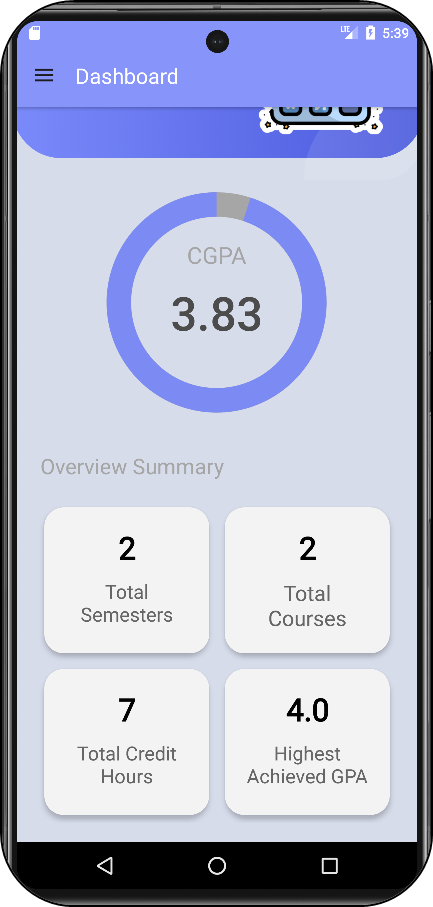 LTE 5:39
Dashboard
CGPA
3.83
Overview Summary
2
Total
Semesters
2
Total
Courses
7
Total Credit
Hours
4.0
Highest
Achieved GPA